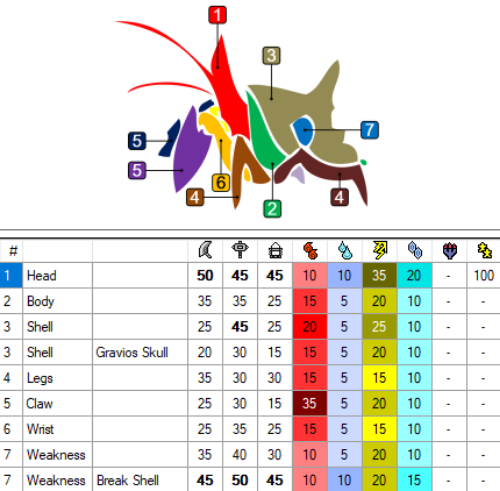 1
3
7
5
5
6
4
4
2
#
1 Head 50 45 45 10 10 35 20 - 100
2 Body 35 35 25 15 5 20 10 - -
3 Shell 25 45 25 20 5 25 10 - -
3 Shell Gravios Skull 20 30 15 15 5 20 10 - -
4 Legs 35 30 30 15 5 15 10 - -
5 Claw 25 30 15 35 5 20 10 - -
6 Wrist 25 35 25 15 5 15 10 - -
7 Weakness 35 40 30 10 5 20 10 - -
7 Weakness Break Shell 45 50 45 10 10 20 15 - -